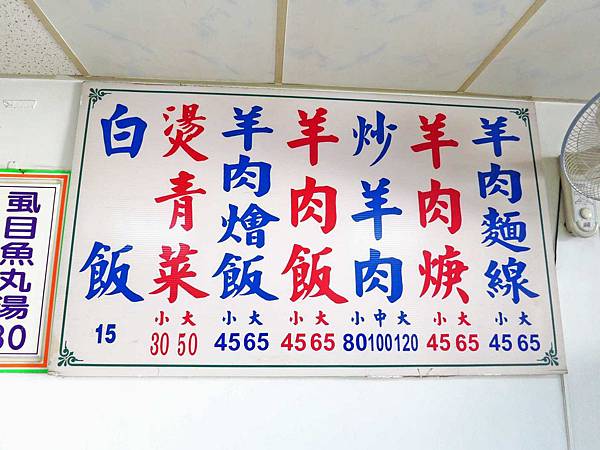 羊肉麵線
小 大
45 65
羊肉焿
小 大
45 65
炒羊肉
小 中 大
80 100 120
羊肉飯
小 大
45 65
羊肉燴飯
小 大
45 65
燙青菜
小 大
30 50
白飯
15
虱目魚丸湯
30